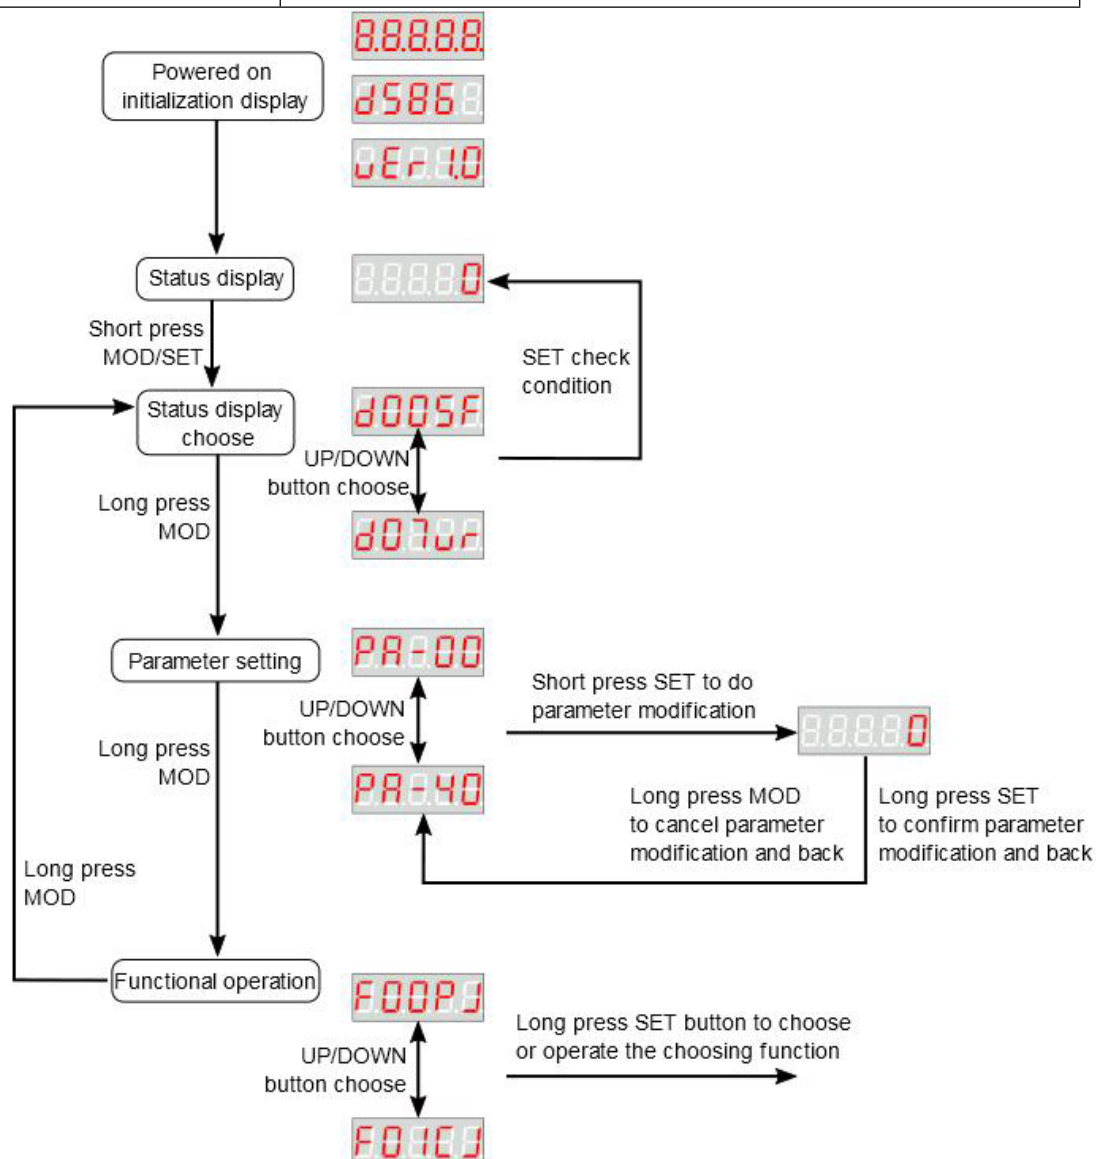 8.8.8.8.8.
Powered on
initialization display
d586
vEr 1.0
Status display
0
Short press
MOD/SET
SET check
condition
Status display
choose
d005F
UP/DOWN
button choose
Long press
MOD
d07ur
Parameter setting
PA-00
UP/DOWN
button choose
Short press SET to do
parameter modification
0
Long press
MOD
PA-40
Long press MOD
to cancel parameter
modification and back
Long press SET
to confirm parameter
modification and back
Long press
MOD
Functional operation
F00PJ
UP/DOWN
button choose
Long press SET button to choose
or operate the choosing function
F01CJ